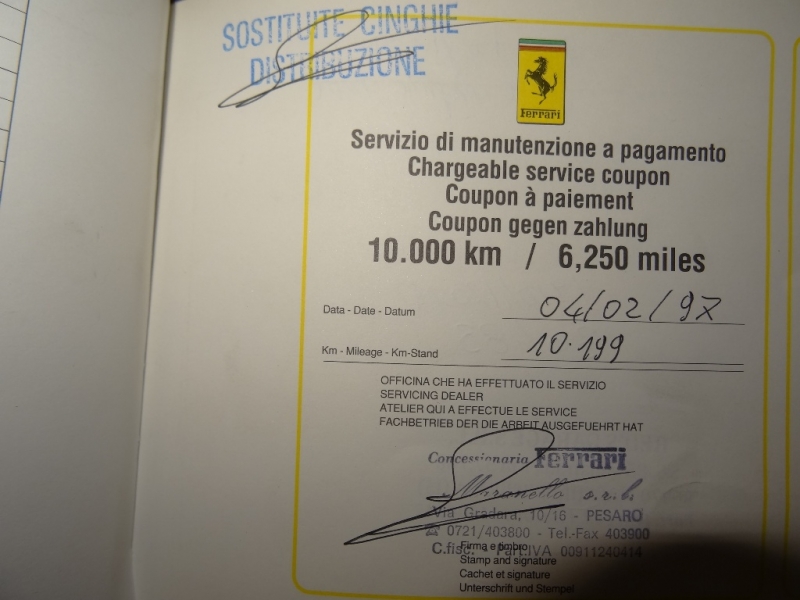 SOSTITUITE CINGHIE
DISTRIBUZIONE
Ferrari
Servizio di manutenzione a pagamento
Chargeable service coupon
Coupon à paiement
Coupon gegen zahlung
10.000 km / 6,250 miles
Data - Date - Datum 04/02/97
Km - Mileage - Km-Stand 10.199
OFFICINA CHE HA EFFETTUATO IL SERVIZIO
SERVICING DEALER
ATELIER QUI A EFFECTUE LE SERVICE
FACHBETRIEB DER DIE ARBEIT AUSGEFUEHRT HAT
Concessionaria Ferrari
Maranello s.r.l.
Via Gradara, 10/16 - PESARO
☎ 0721/403800 - Tel.-Fax 403900
C.fisc. - Part.IVA 00911240414
Firma e timbro
Stamp and signature
Cachet et signature
Unterschrift und Stempel